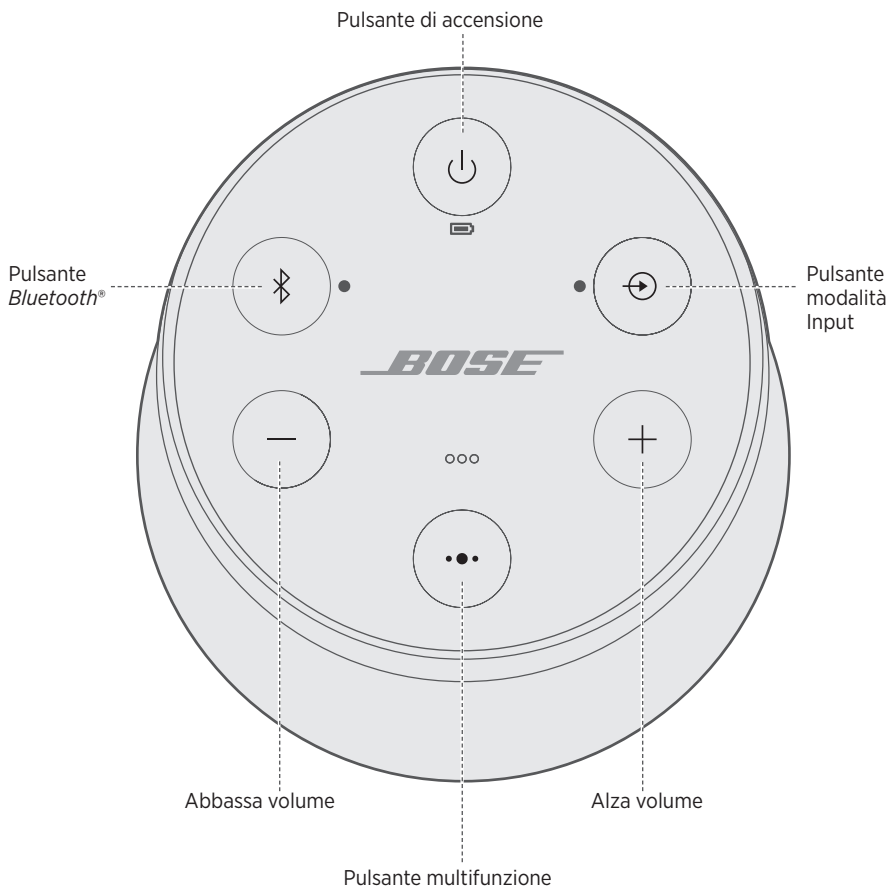 Pulsante di accensione
Pulsante
Bluetooth®
Pulsante
modalità
Input
BOSE
Abbassa volume
Alza volume
Pulsante multifunzione